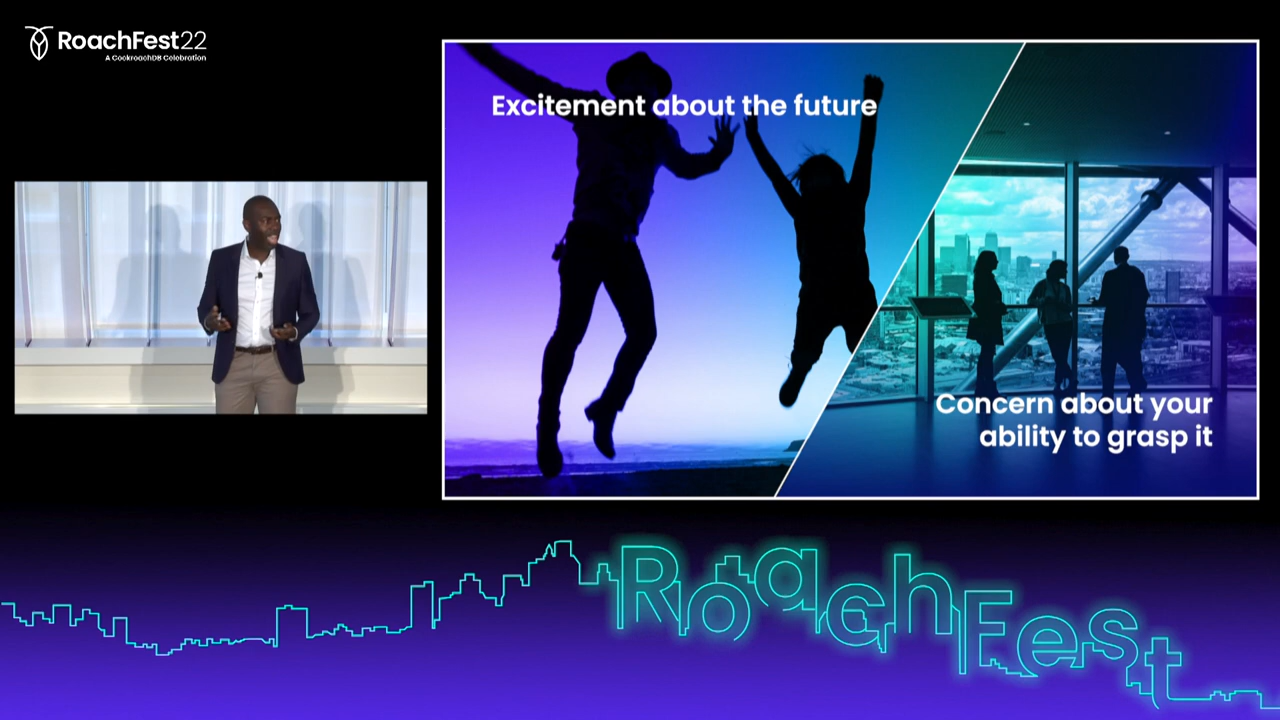 RoachFest22
A CockroachDB Celebration
Excitement about the future
Concern about your
ability to grasp it
RoachFest